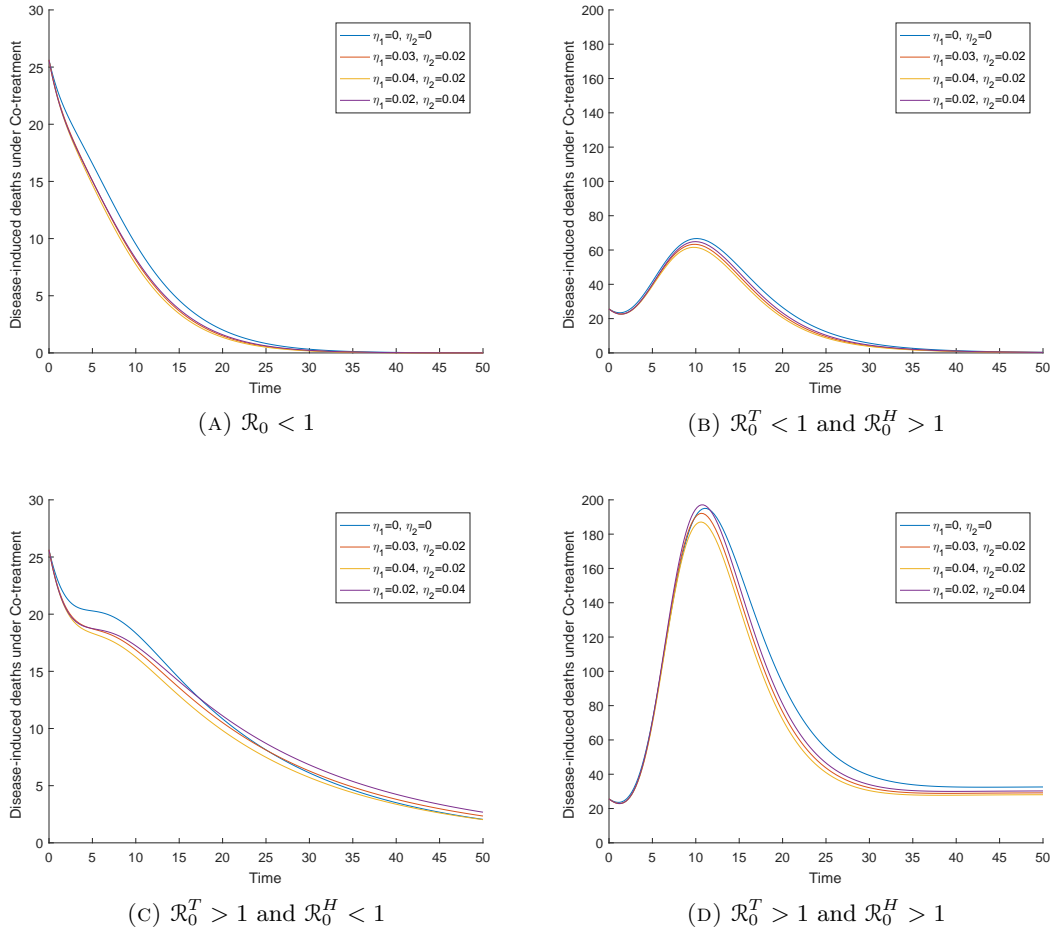 30
25
20
15
10
5
0
Disease-induced deaths under Co-treatment
η₁=0, η₂=0
η₁=0.03, η₂=0.02
η₁=0.04, η₂=0.02
η₁=0.02, η₂=0.04
0 5 10 15 20 25 30 35 40 45 50
Time
(A) ℛ₀ < 1
200
180
160
140
120
100
80
60
40
20
0
Disease-induced deaths under Co-treatment
η₁=0, η₂=0
η₁=0.03, η₂=0.02
η₁=0.04, η₂=0.02
η₁=0.02, η₂=0.04
0 5 10 15 20 25 30 35 40 45 50
Time
(B) ℛ₀ᵀ < 1 and ℛ₀ᴴ > 1
30
25
20
15
10
5
0
Disease-induced deaths under Co-treatment
η₁=0, η₂=0
η₁=0.03, η₂=0.02
η₁=0.04, η₂=0.02
η₁=0.02, η₂=0.04
0 5 10 15 20 25 30 35 40 45 50
Time
(C) ℛ₀ᵀ > 1 and ℛ₀ᴴ < 1
200
180
160
140
120
100
80
60
40
20
0
Disease-induced deaths under Co-treatment
η₁=0, η₂=0
η₁=0.03, η₂=0.02
η₁=0.04, η₂=0.02
η₁=0.02, η₂=0.04
0 5 10 15 20 25 30 35 40 45 50
Time
(D) ℛ₀ᵀ > 1 and ℛ₀ᴴ > 1